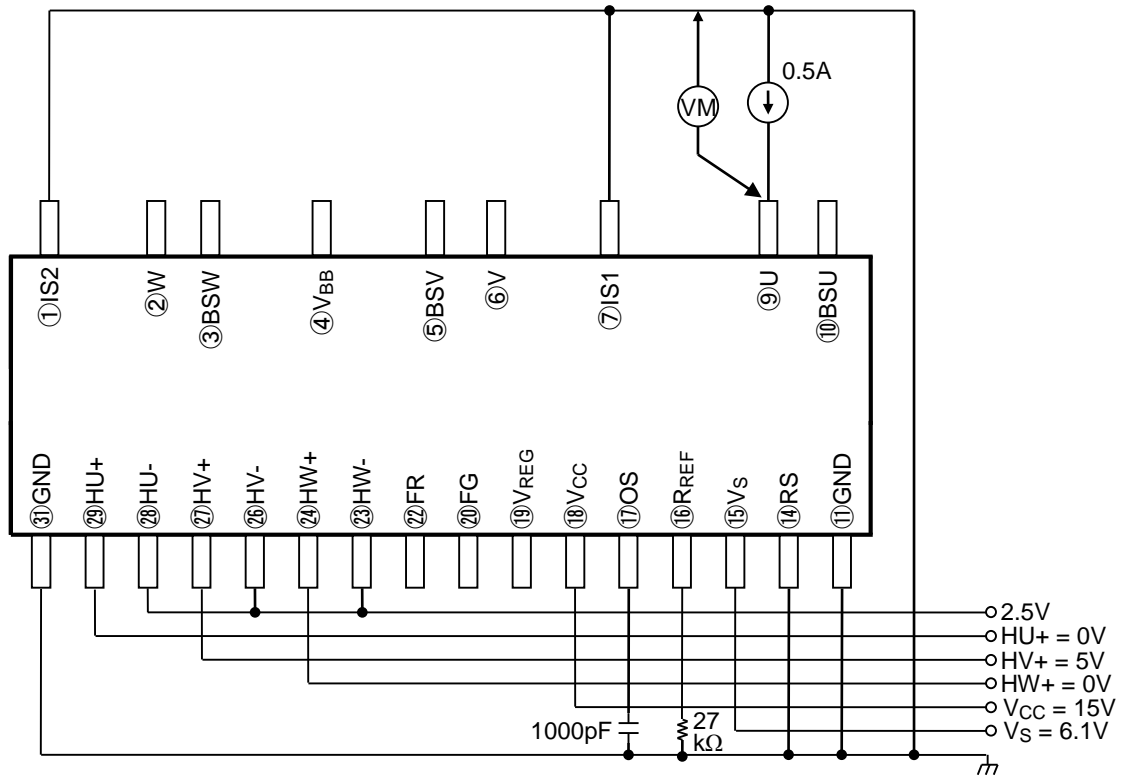 0.5A
VM
①IS2
②W
③BSW
④VBB
⑤BSV
⑥V
⑦IS1
⑨U
⑩BSU
㉛GND
㉙HU+
㉘HU-
㉗HV+
㉖HV-
㉔HW+
㉓HW-
㉒FR
⑳FG
⑲VREG
⑱VCC
⑰OS
⑯RREF
⑮VS
⑭RS
⑪GND
2.5V
HU+ = 0V
HV+ = 5V
HW+ = 0V
VCC = 15V
1000pF
27
kΩ
VS = 6.1V